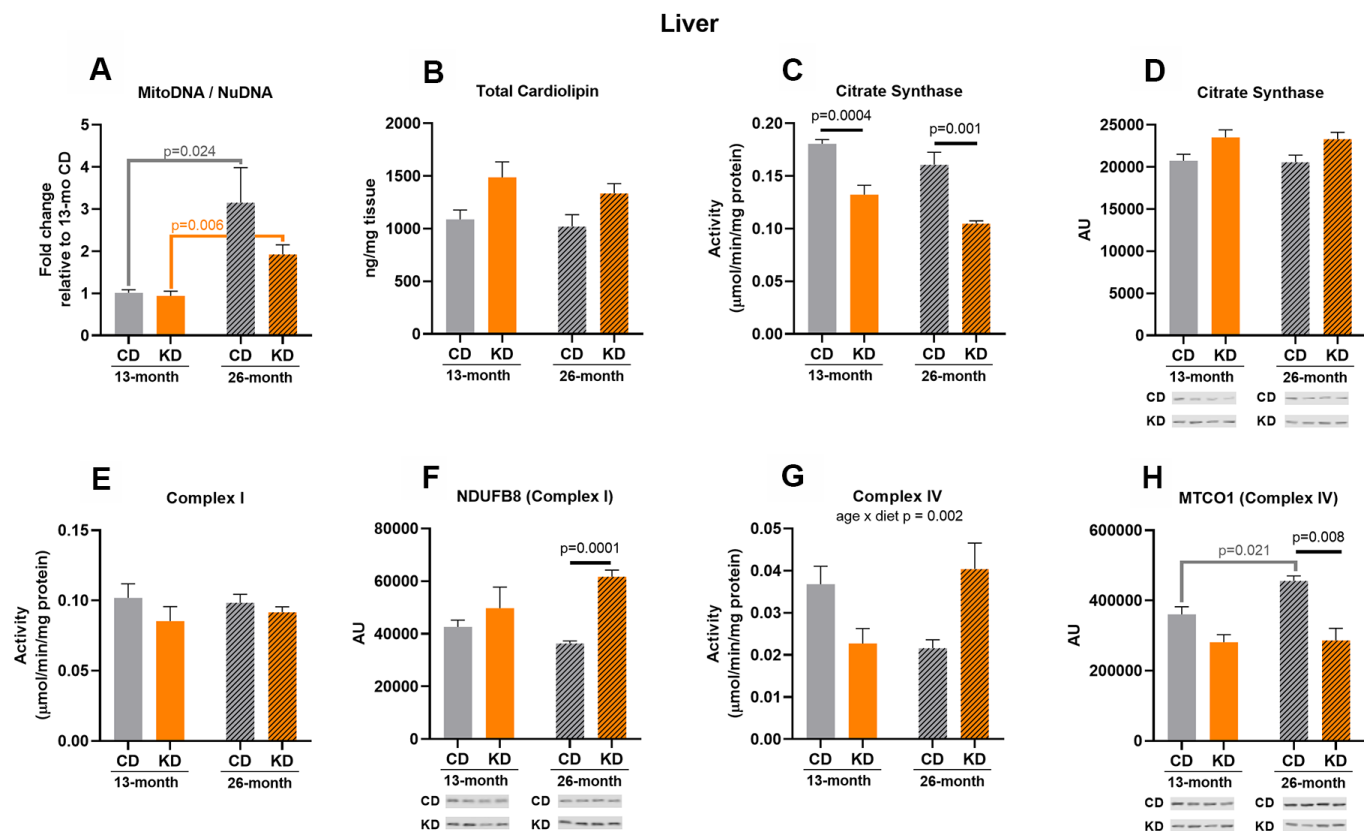 Liver
A
MitoDNA / NuDNA
Fold change
relative to 13-mo CD
5
4
3
2
1
0
p=0.024
p=0.006
CD KD CD KD
13-month 26-month
B
Total Cardiolipin
ng/mg tissue
2000
1500
1000
500
0
CD KD CD KD
13-month 26-month
C
Citrate Synthase
Activity
(µmol/min/mg protein)
0.20
0.15
0.10
0.05
0.00
p=0.0004
p=0.001
CD KD CD KD
13-month 26-month
D
Citrate Synthase
AU
25000
20000
15000
10000
5000
0
CD KD CD KD
13-month 26-month
CD CD
KD KD
E
Complex I
Activity
(µmol/min/mg protein)
0.15
0.10
0.05
0.00
CD KD CD KD
13-month 26-month
F
NDUFB8 (Complex I)
AU
80000
60000
40000
20000
0
p=0.0001
CD KD CD KD
13-month 26-month
CD CD
KD KD
G
Complex IV
age x diet p = 0.002
Activity
(µmol/min/mg protein)
0.05
0.04
0.03
0.02
0.01
0.00
CD KD CD KD
13-month 26-month
H
MTCO1 (Complex IV)
AU
600000
400000
200000
0
p=0.021
p=0.008
CD KD CD KD
13-month 26-month
CD CD
KD KD